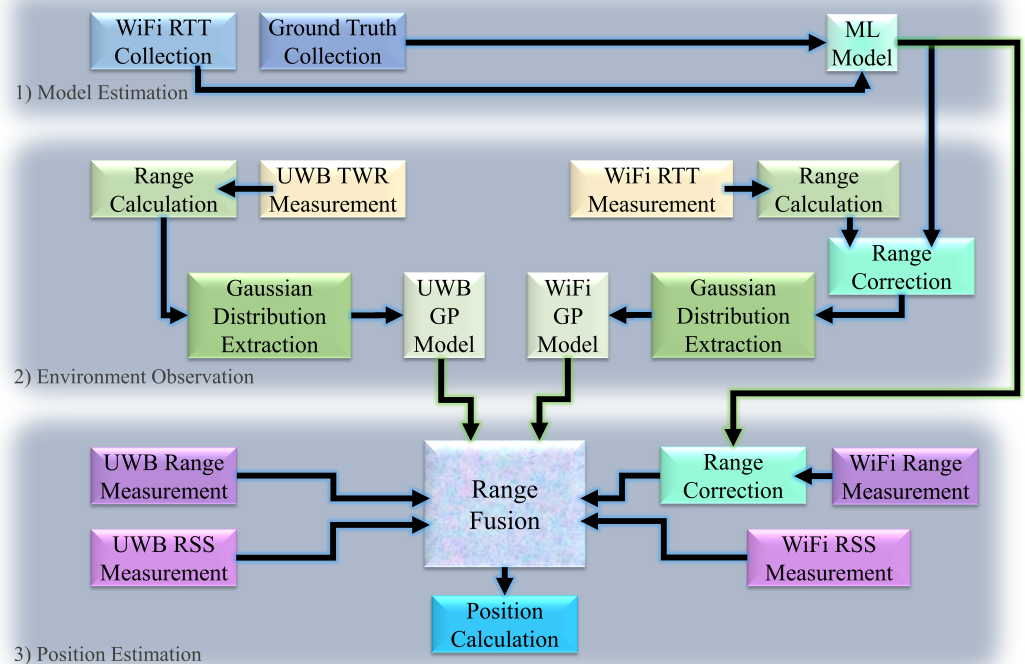 WiFi RTT
Collection
Ground Truth
Collection
ML
Model
1) Model Estimation
Range
Calculation
UWB TWR
Measurement
WiFi RTT
Measurement
Range
Calculation
Range
Correction
Gaussian
Distribution
Extraction
UWB
GP
Model
WiFi
GP
Model
Gaussian
Distribution
Extraction
2) Environment Observation
UWB Range
Measurement
Range
Fusion
Range
Correction
WiFi Range
Measurement
UWB RSS
Measurement
WiFi RSS
Measurement
Position
Calculation
3) Position Estimation